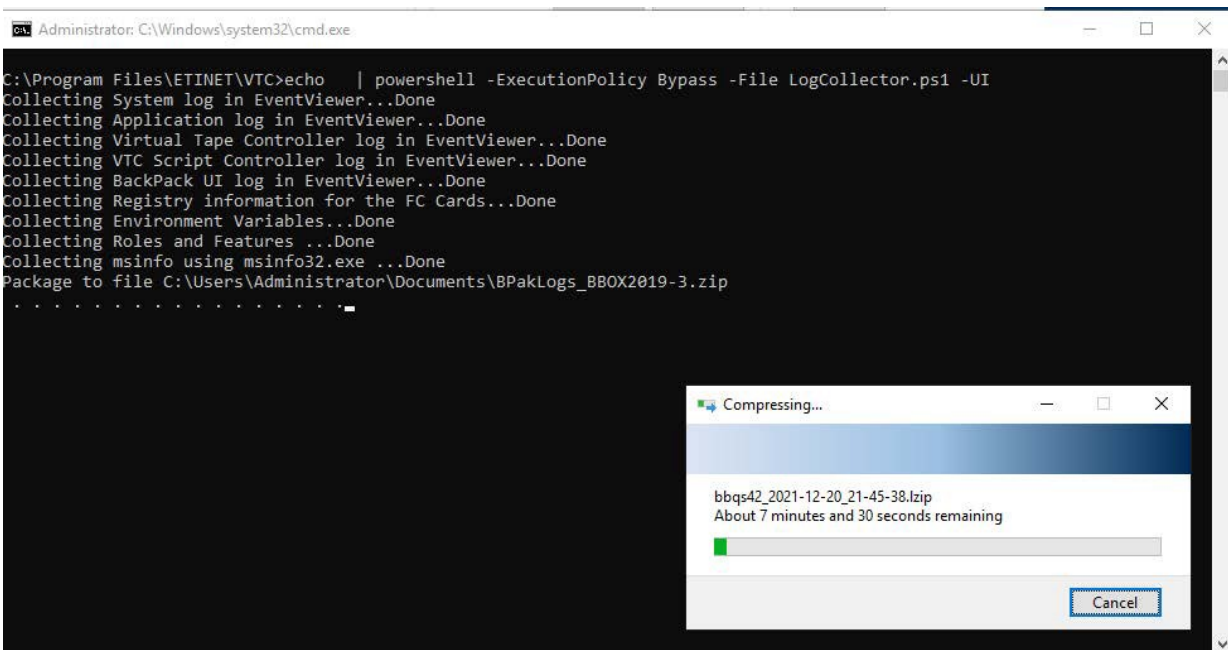 Administrator: C:\Windows\system32\cmd.exe
C:\Program Files\ETINET\VTC>echo   | powershell -ExecutionPolicy Bypass -File LogCollector.ps1 -UI
Collecting System log in EventViewer...Done
Collecting Application log in EventViewer...Done
Collecting Virtual Tape Controller log in EventViewer...Done
Collecting VTC Script Controller log in EventViewer...Done
Collecting BackPack UI log in EventViewer...Done
Collecting Registry information for the FC Cards...Done
Collecting Environment Variables...Done
Collecting Roles and Features ...Done
Collecting msinfo using msinfo32.exe ...Done
Package to file C:\Users\Administrator\Documents\BPakLogs_BBOX2019-3.zip
. . . . . . . . . . . . . . . . .
Compressing...
bbqs42_2021-12-20_21-45-38.lzip
About 7 minutes and 30 seconds remaining
Cancel